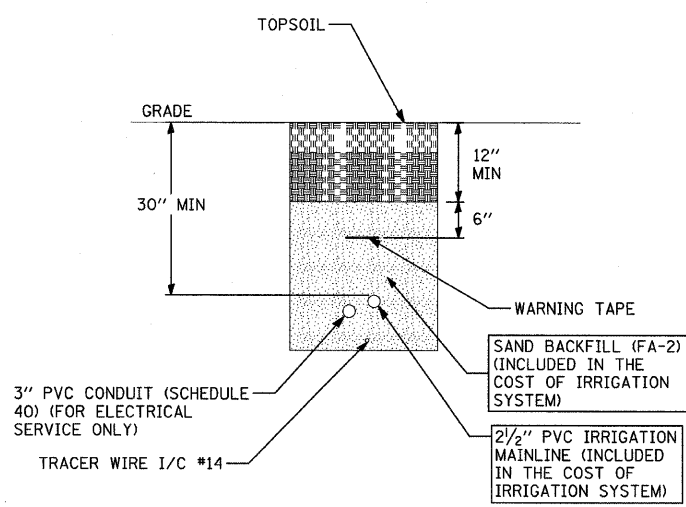 TOPSOIL
GRADE
12" MIN
30" MIN
6"
WARNING TAPE
SAND BACKFILL (FA-2)
(INCLUDED IN THE
COST OF IRRIGATION
SYSTEM)
3" PVC CONDUIT (SCHEDULE
40) (FOR ELECTRICAL
SERVICE ONLY)
2½" PVC IRRIGATION
MAINLINE (INCLUDED
IN THE COST OF
IRRIGATION SYSTEM)
TRACER WIRE I/C #14